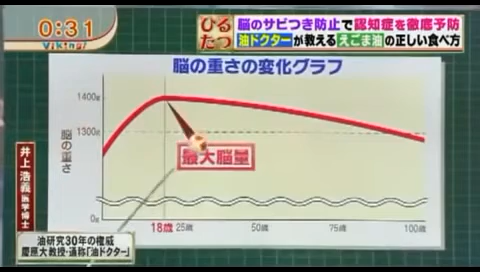 0:31
Viking!
ひるたつ
脳のサビつき防止で認知症を徹底予防
油ドクターが教えるえごま油の正しい食べ方
脳の重さの変化グラフ
1400g
1300g
0g
脳の重さ
最大脳量
18歳
25歳
75歳
100歳
井上 浩義 医学博士
油研究30年の権威
慶應大教授・通称「油ドクター」